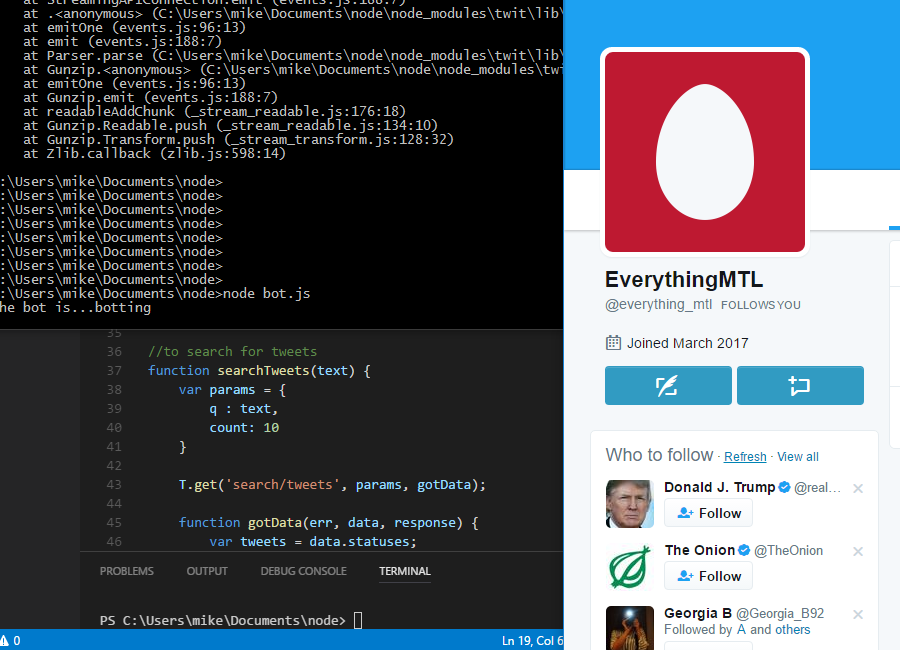 at StreamingAPIConnection.emit (events.js:188:7)
at .<anonymous> (C:\Users\mike\Documents\node\node_modules\twit\lib\
at emitOne (events.js:96:13)
at emit (events.js:188:7)
at Parser.parse (C:\Users\mike\Documents\node\node_modules\twit\lib\
at Gunzip.<anonymous> (C:\Users\mike\Documents\node\node_modules\twi
at emitOne (events.js:96:13)
at Gunzip.emit (events.js:188:7)
at readableAddChunk (_stream_readable.js:176:18)
at Gunzip.Readable.push (_stream_readable.js:134:10)
at Gunzip.Transform.push (_stream_transform.js:128:32)
at Zlib.callback (zlib.js:598:14)
:\Users\mike\Documents\node>
:\Users\mike\Documents\node>
:\Users\mike\Documents\node>
:\Users\mike\Documents\node>
:\Users\mike\Documents\node>
:\Users\mike\Documents\node>
:\Users\mike\Documents\node>
:\Users\mike\Documents\node>
:\Users\mike\Documents\node>node bot.js
he bot is...botting
35
36 //to search for tweets
37 function searchTweets(text) {
38 var params = {
39 q : text,
40 count: 10
41 }
42
43 T.get('search/tweets', params, gotData);
44
45 function gotData(err, data, response) {
46 var tweets = data.statuses;
PROBLEMS OUTPUT DEBUG CONSOLE TERMINAL
PS C:\Users\mike\Documents\node>
0 Ln 19, Col 6
EverythingMTL
@everything_mtl FOLLOWS YOU
Joined March 2017
Who to follow · Refresh · View all
Donald J. Trump @real...
Follow
The Onion @TheOnion
Follow
Georgia B @Georgia_B92
Followed by A and others